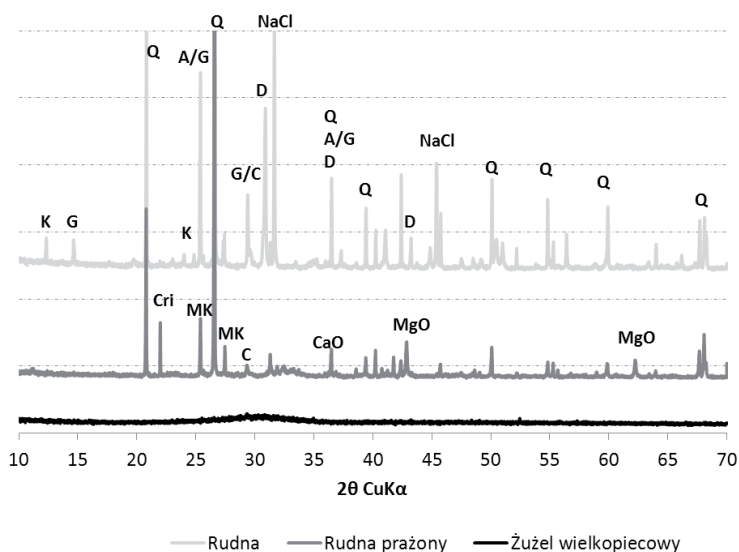 Q
Q
NaCl
A/G
D
Q
A/G
D
NaCl
G/C
Q
Q
Q
Q
Q
K
G
K
D
Cri
MK
MK
C
CaO
MgO
MgO
10 15 20 25 30 35 40 45 50 55 60 65 70
2θ CuKα
Rudna Rudna prażony Żużel wielkopiecowy